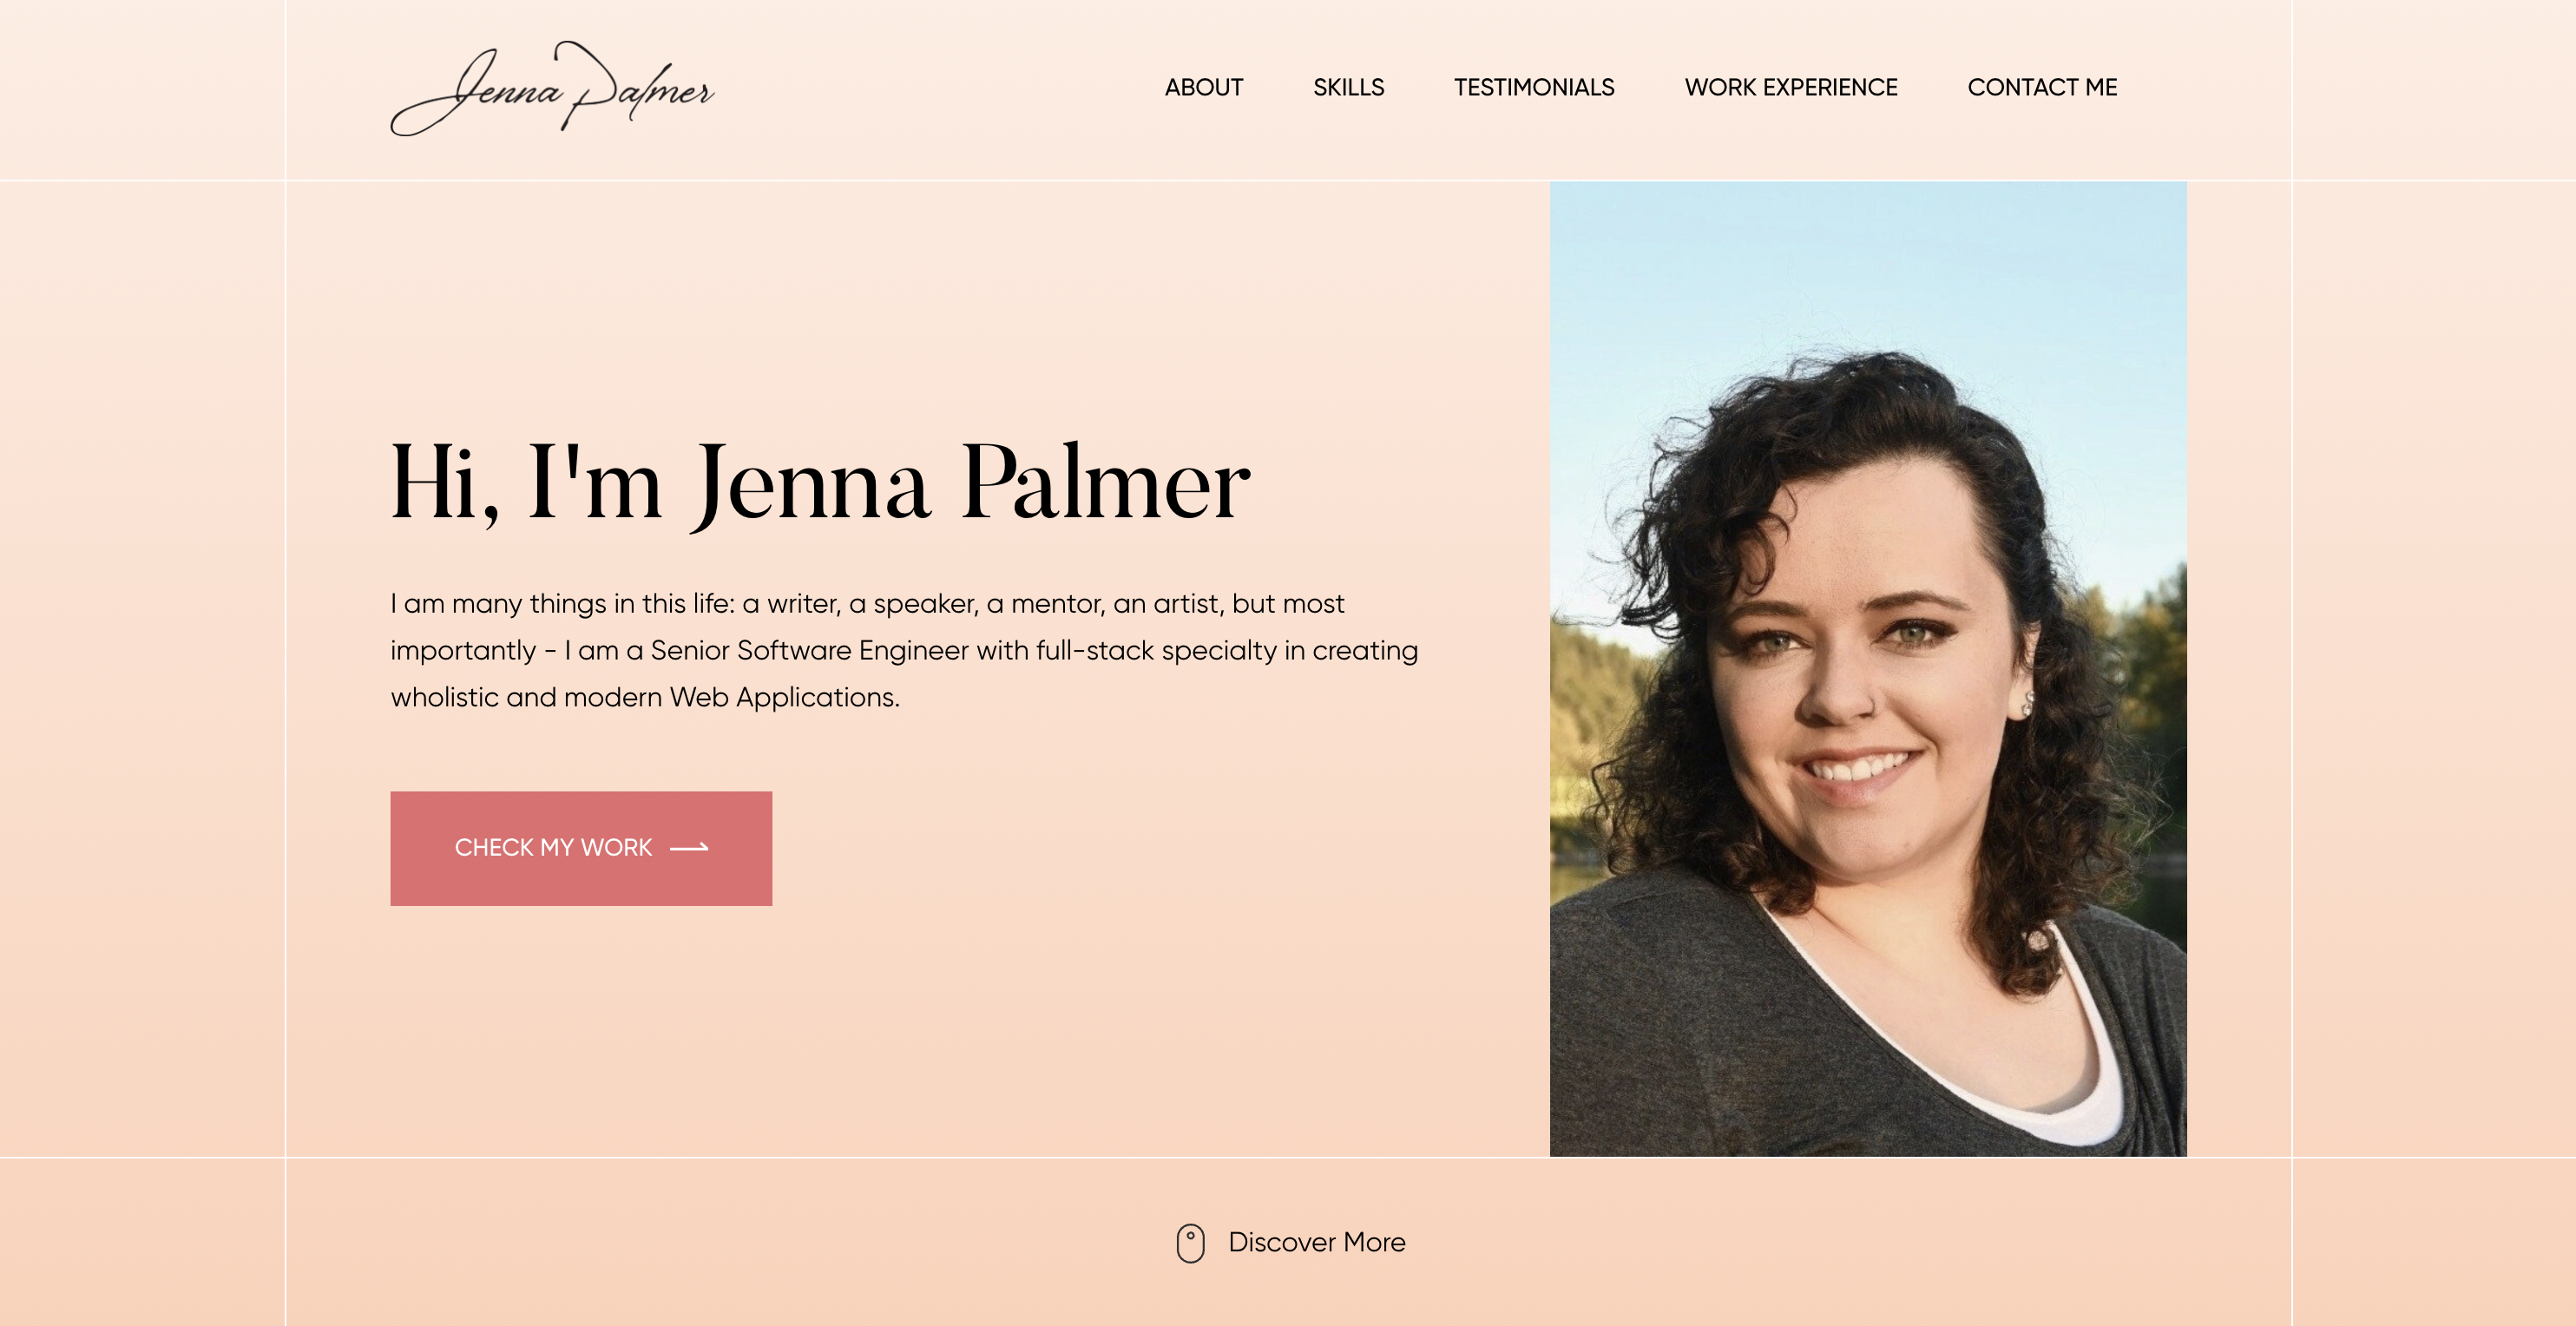 Jenna Palmer
ABOUT SKILLS TESTIMONIALS WORK EXPERIENCE CONTACT ME
Hi, I'm Jenna Palmer
I am many things in this life: a writer, a speaker, a mentor, an artist, but most
importantly - I am a Senior Software Engineer with full-stack specialty in creating
wholistic and modern Web Applications.
CHECK MY WORK
Discover More